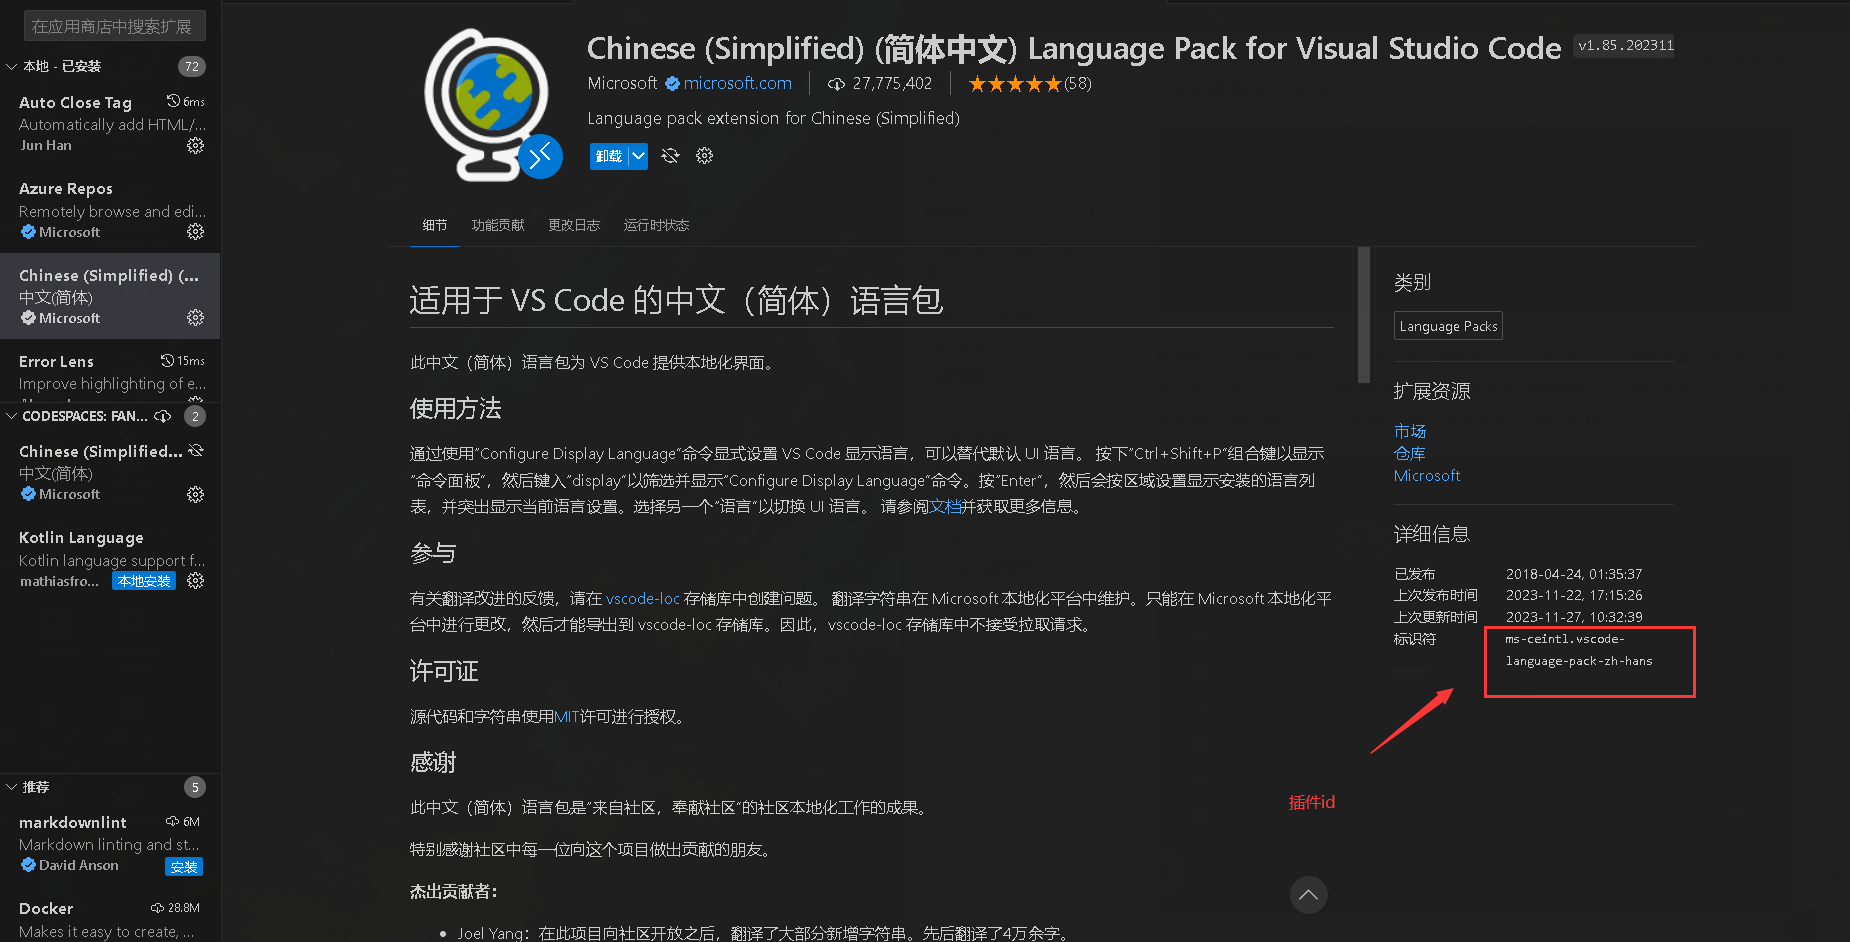 在应用商店中搜索扩展
本地 - 已安装 72
Auto Close Tag 6ms
Automatically add HTML/...
Jun Han
Azure Repos
Remotely browse and edi...
Microsoft
Chinese (Simplified) (...
中文(简体)
Microsoft
Error Lens 15ms
Improve highlighting of e...
CODESPACES: FAN... 2
Chinese (Simplified...
中文(简体)
Microsoft
Kotlin Language
Kotlin language support f...
mathiasfro... 本地安装
推荐 5
markdownlint 6M
Markdown linting and st...
David Anson 安装
Docker 28.8M
Makes it easy to create, ...
Chinese (Simplified) (简体中文) Language Pack for Visual Studio Code v1.85.202311
Microsoft microsoft.com 27,775,402 (58)
Language pack extension for Chinese (Simplified)
卸载
细节 功能贡献 更改日志 运行时状态
适用于 VS Code 的中文（简体）语言包
此中文（简体）语言包为 VS Code 提供本地化界面。
使用方法
通过使用"Configure Display Language"命令显式设置 VS Code 显示语言，可以替代默认 UI 语言。 按下"Ctrl+Shift+P"组合键以显示
"命令面板"，然后键入"display"以筛选并显示"Configure Display Language"命令。按"Enter"，然后会按区域设置显示安装的语言列
表，并突出显示当前语言设置。选择另一个"语言"以切换 UI 语言。 请参阅文档并获取更多信息。
参与
有关翻译改进的反馈，请在 vscode-loc 存储库中创建问题。 翻译字符串在 Microsoft 本地化平台中维护。只能在 Microsoft 本地化平
台中进行更改，然后才能导出到 vscode-loc 存储库。因此，vscode-loc 存储库中不接受拉取请求。
许可证
源代码和字符串使用MIT许可进行授权。
感谢
此中文（简体）语言包是"来自社区，奉献社区"的社区本地化工作的成果。
特别感谢社区中每一位向这个项目做出贡献的朋友。
杰出贡献者：
• Joel Yang：在此项目向社区开放之后，翻译了大部分新增字符串。先后翻译了4万余字。
类别
Language Packs
扩展资源
市场
仓库
Microsoft
详细信息
已发布 2018-04-24, 01:35:37
上次发布时间 2023-11-22, 17:15:26
上次更新时间 2023-11-27, 10:32:39
标识符 ms-ceintl.vscode-
language-pack-zh-hans
插件id